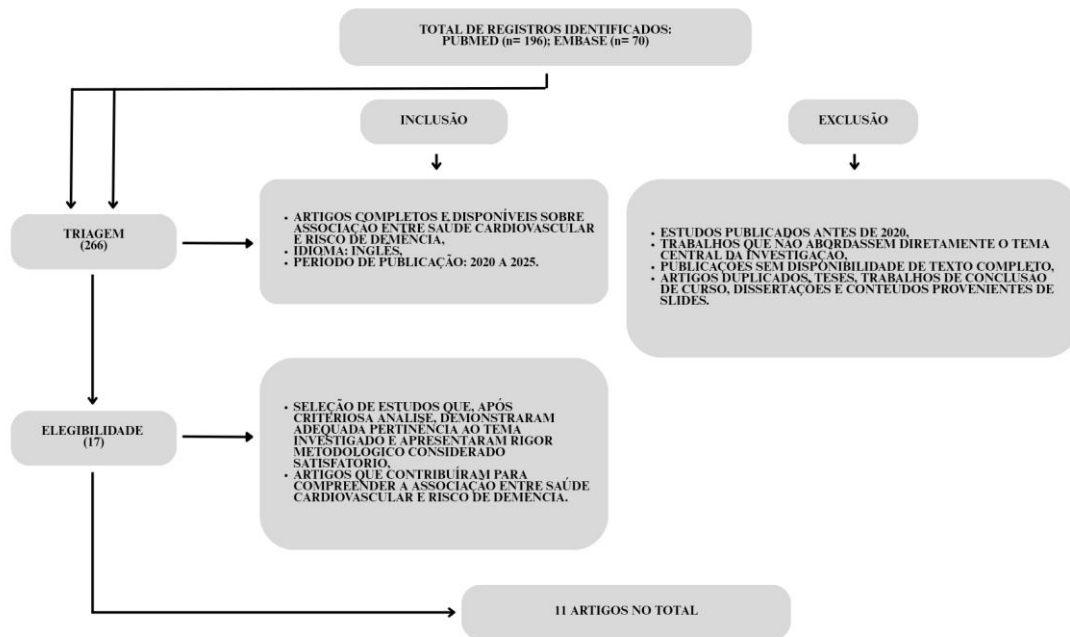 TOTAL DE REGISTROS IDENTIFICADOS:
PUBMED (n= 196); EMBASE (n= 70)
INCLUSÃO
EXCLUSÃO
TRIAGEM
(266)
• ARTIGOS COMPLETOS E DISPONÍVEIS SOBRE
ASSOCIAÇÃO ENTRE SAÚDE CARDIOVASCULAR
E RISCO DE DEMÊNCIA,
• IDIOMA: INGLÊS,
• PERÍODO DE PUBLICAÇÃO: 2020 A 2025.
• ESTUDOS PUBLICADOS ANTES DE 2020,
• TRABALHOS QUE NÃO ABORDASSEM DIRETAMENTE O TEMA
CENTRAL DA INVESTIGAÇÃO,
• PUBLICAÇÕES SEM DISPONIBILIDADE DE TEXTO COMPLETO,
• ARTIGOS DUPLICADOS, TESES, TRABALHOS DE CONCLUSÃO
DE CURSO, DISSERTAÇÕES E CONTEÚDOS PROVENIENTES DE
SLIDES.
ELEGIBILIDADE
(17)
• SELEÇÃO DE ESTUDOS QUE, APÓS
CRITERIOSA ANÁLISE, DEMONSTRARAM
ADEQUADA PERTINÊNCIA AO TEMA
INVESTIGADO E APRESENTARAM RIGOR
METODOLÓGICO CONSIDERADO
SATISFATÓRIO,
• ARTIGOS QUE CONTRIBUÍRAM PARA
COMPREENDER A ASSOCIAÇÃO ENTRE SAÚDE
CARDIOVASCULAR E RISCO DE DEMÊNCIA.
11 ARTIGOS NO TOTAL